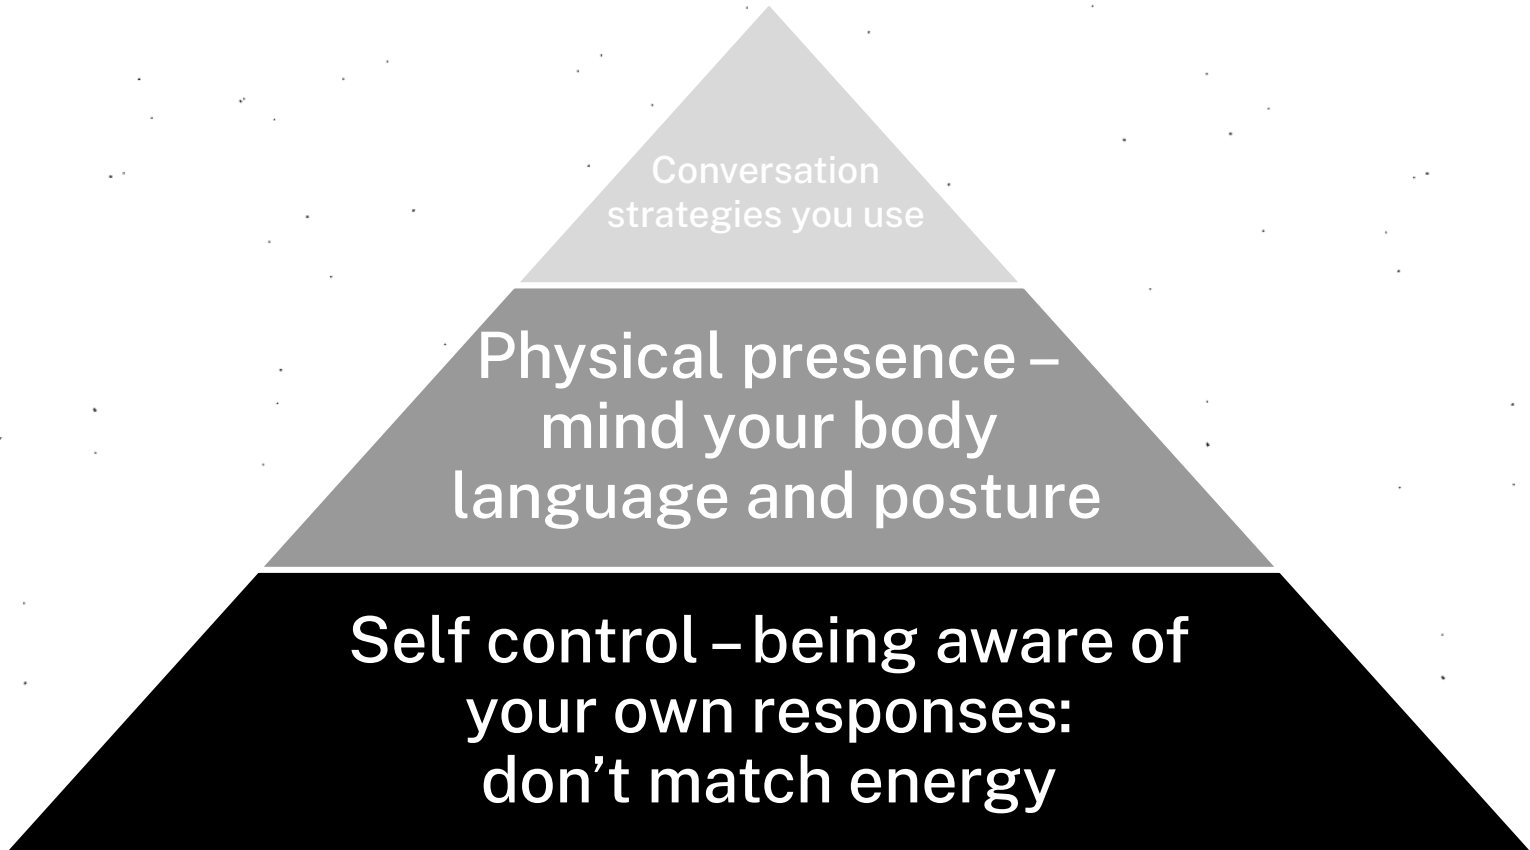 Conversation
strategies you use
Physical presence –
mind your body
language and posture
Self control – being aware of
your own responses:
don’t match energy